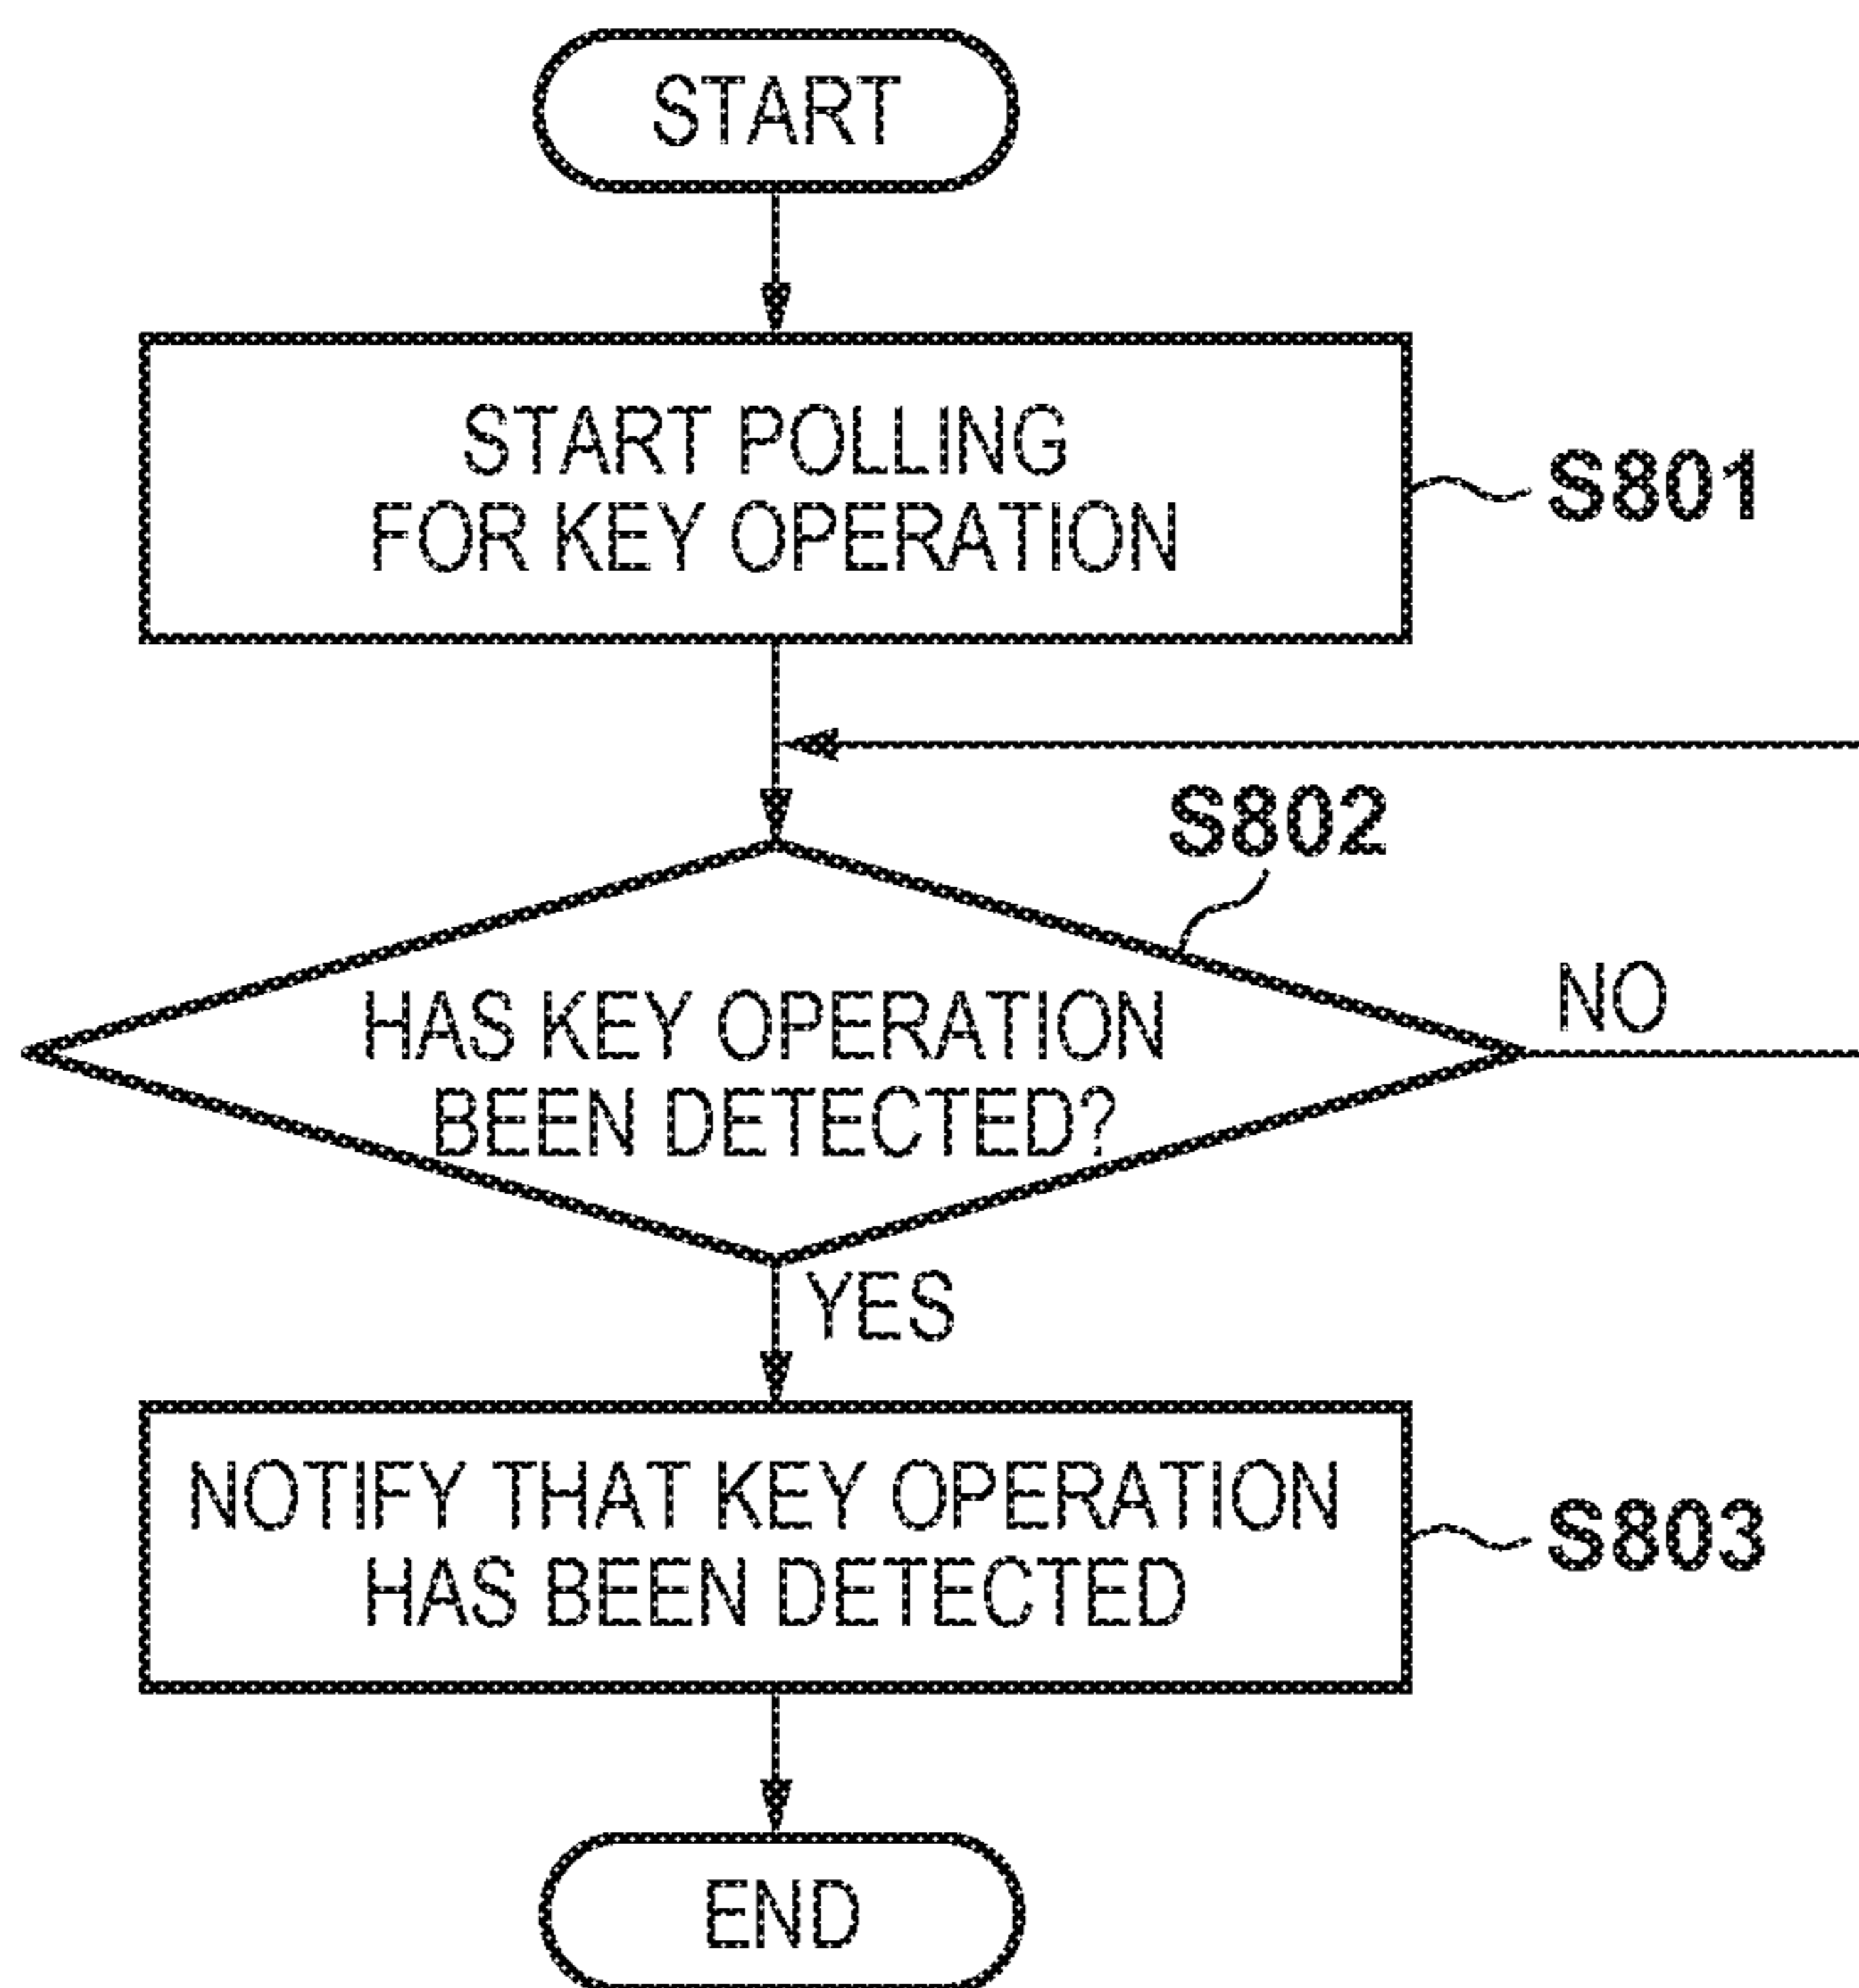 START
START POLLING
FOR KEY OPERATION
S801
S802
HAS KEY OPERATION
BEEN DETECTED?
NO
YES
NOTIFY THAT KEY OPERATION
HAS BEEN DETECTED
S803
END